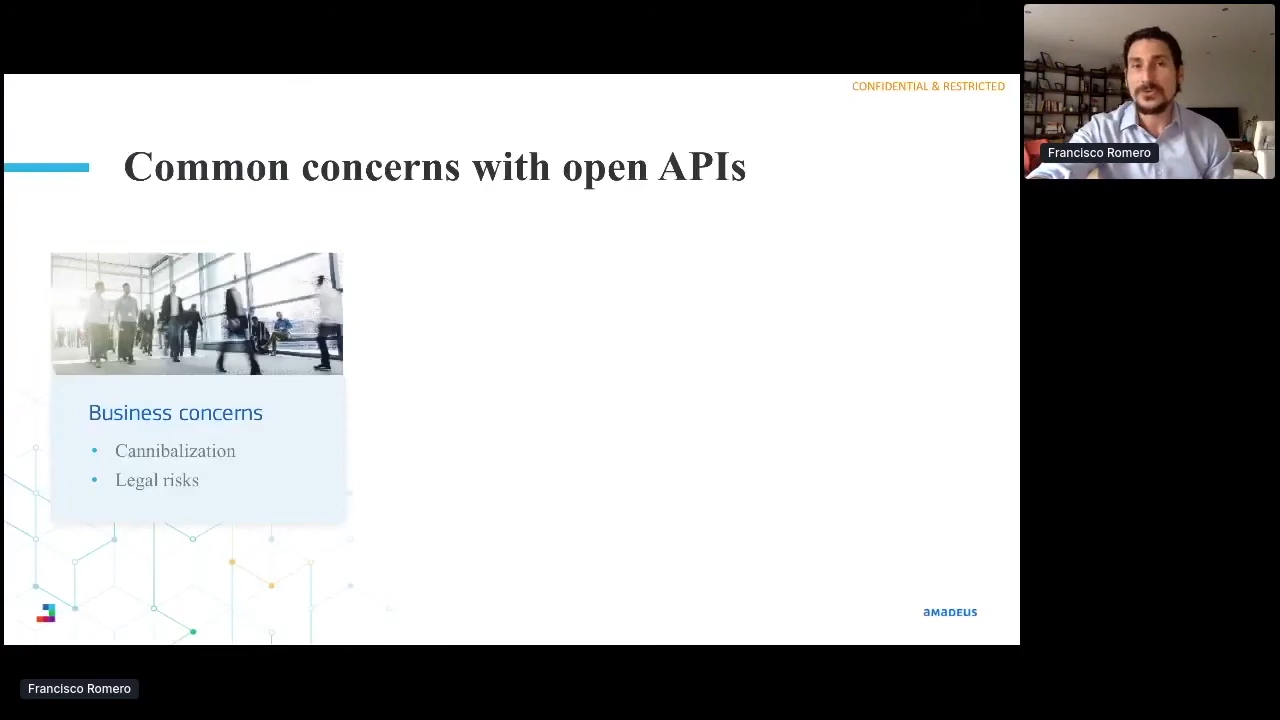 CONFIDENTIAL & RESTRICTED
Common concerns with open APIs
Francisco Romero
Business concerns
• Cannibalization
• Legal risks
amadeus
Francisco Romero